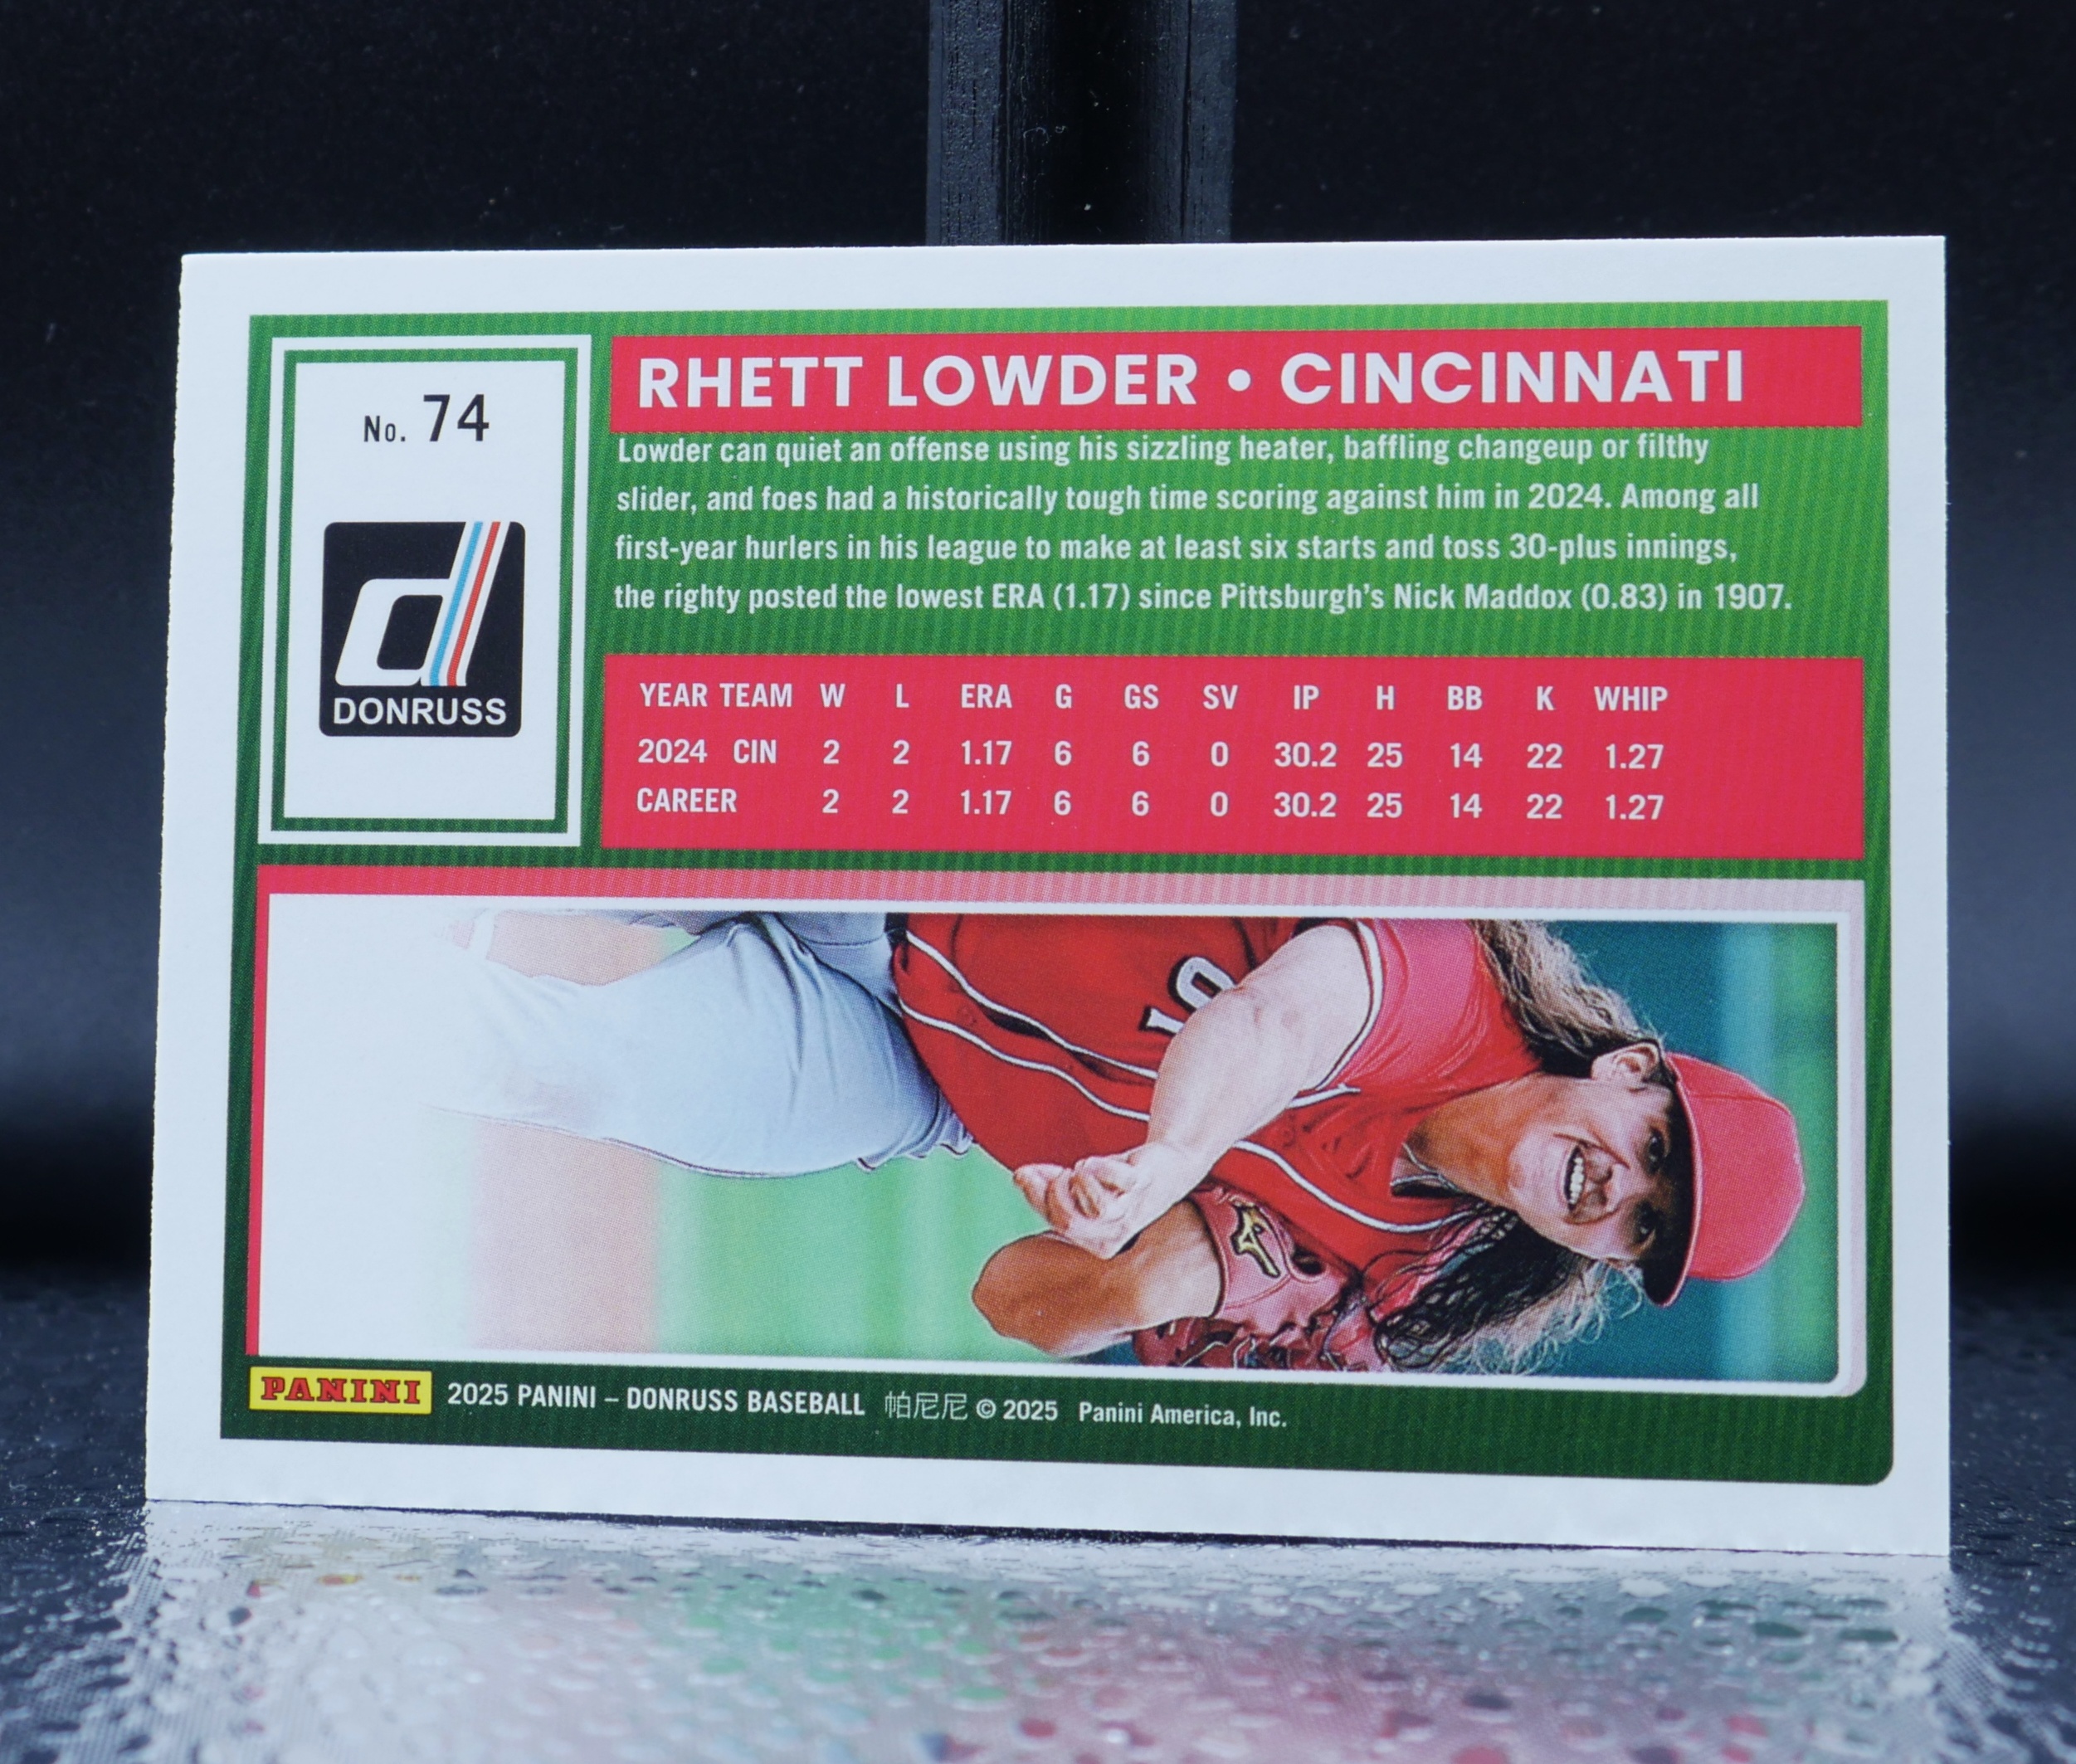 No. 74
DONRUSS
RHETT LOWDER • CINCINNATI
Lowder can quiet an offense using his sizzling heater, baffling changeup or filthy
slider, and foes had a historically tough time scoring against him in 2024. Among all
first-year hurlers in his league to make at least six starts and toss 30-plus innings,
the righty posted the lowest ERA (1.17) since Pittsburgh's Nick Maddox (0.83) in 1907.
YEAR TEAM W L ERA G GS SV IP H BB K WHIP
2024 CIN 2 2 1.17 6 6 0 30.2 25 14 22 1.27
CAREER 2 2 1.17 6 6 0 30.2 25 14 22 1.27
10
PANINI 2025 PANINI – DONRUSS BASEBALL 帕尼尼 © 2025 Panini America, Inc.